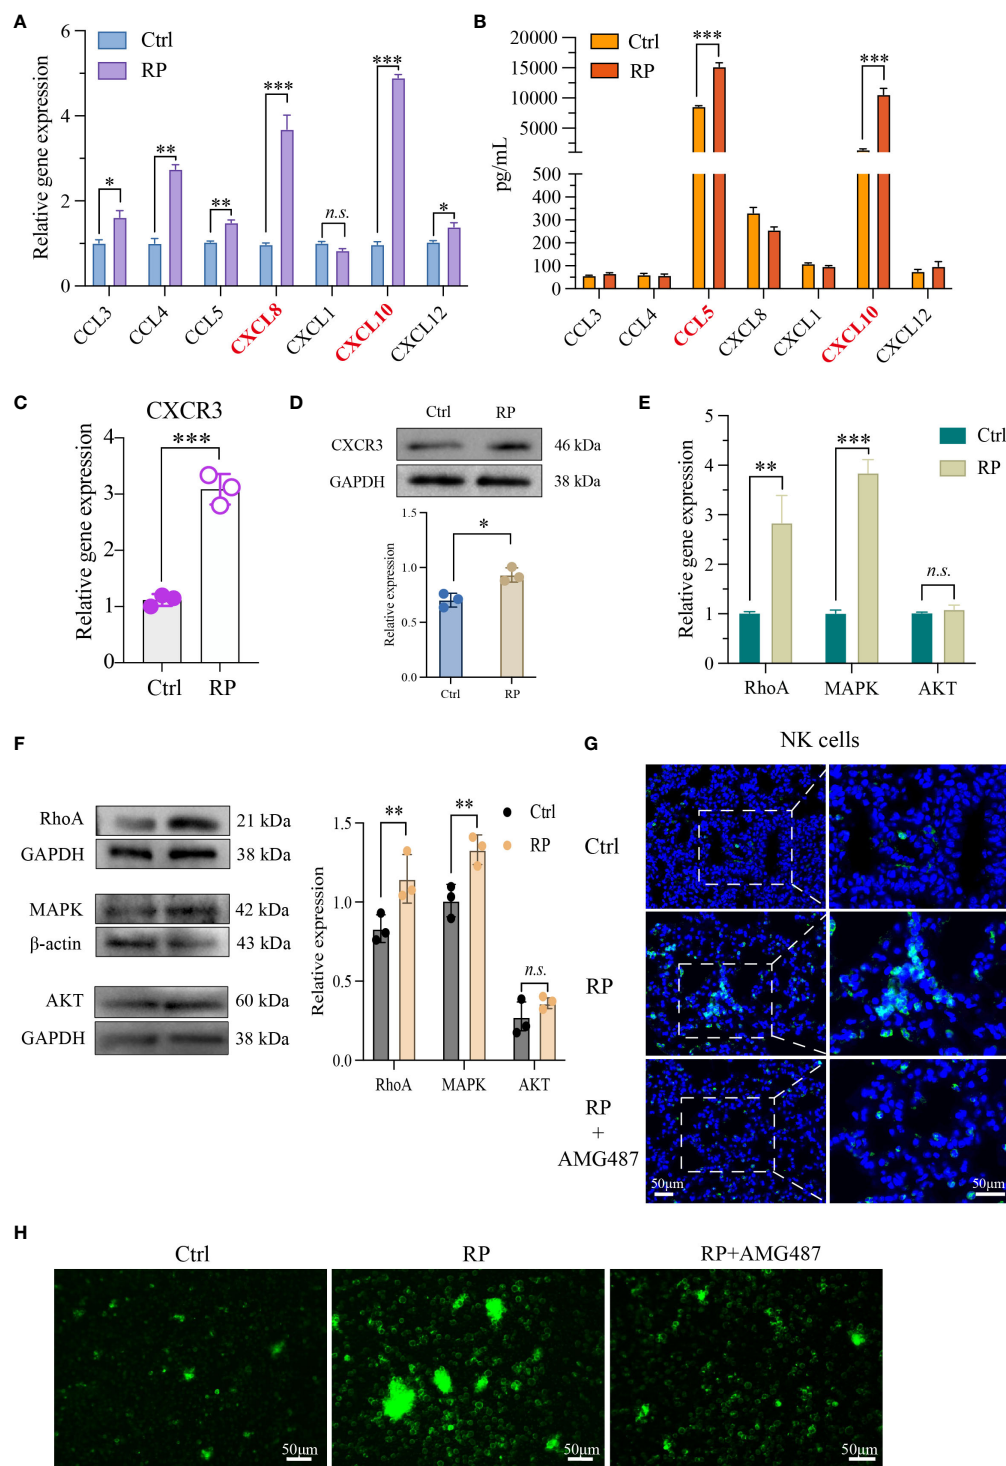 A
Relative gene expression
6
4
2
0
Ctrl
RP
* ** ** *** n.s. *** *
CCL3 CCL4 CCL5 CXCL8 CXCL1 CXCL10 CXCL12
B
pg/mL
20000
15000
10000
5000
500
400
300
200
100
0
Ctrl
RP
*** ***
CCL3 CCL4 CCL5 CXCL8 CXCL1 CXCL10 CXCL12
C
CXCR3
Relative gene expression
4
3
2
1
0
***
Ctrl RP
D
Ctrl RP
CXCR3 46 kDa
GAPDH 38 kDa
Relative expression
1.5
1.0
0.5
0.0
*
Ctrl RP
E
Relative gene expression
5
4
3
2
1
0
Ctrl
RP
** *** n.s.
RhoA MAPK AKT
F
RhoA 21 kDa
GAPDH 38 kDa
MAPK 42 kDa
β-actin 43 kDa
AKT 60 kDa
GAPDH 38 kDa
Relative expression
1.5
1.0
0.5
0.0
Ctrl
RP
** ** n.s.
RhoA MAPK AKT
G
NK cells
Ctrl
RP
RP
+
AMG487
50μm 50μm
H
Ctrl RP RP+AMG487
50μm 50μm 50μm